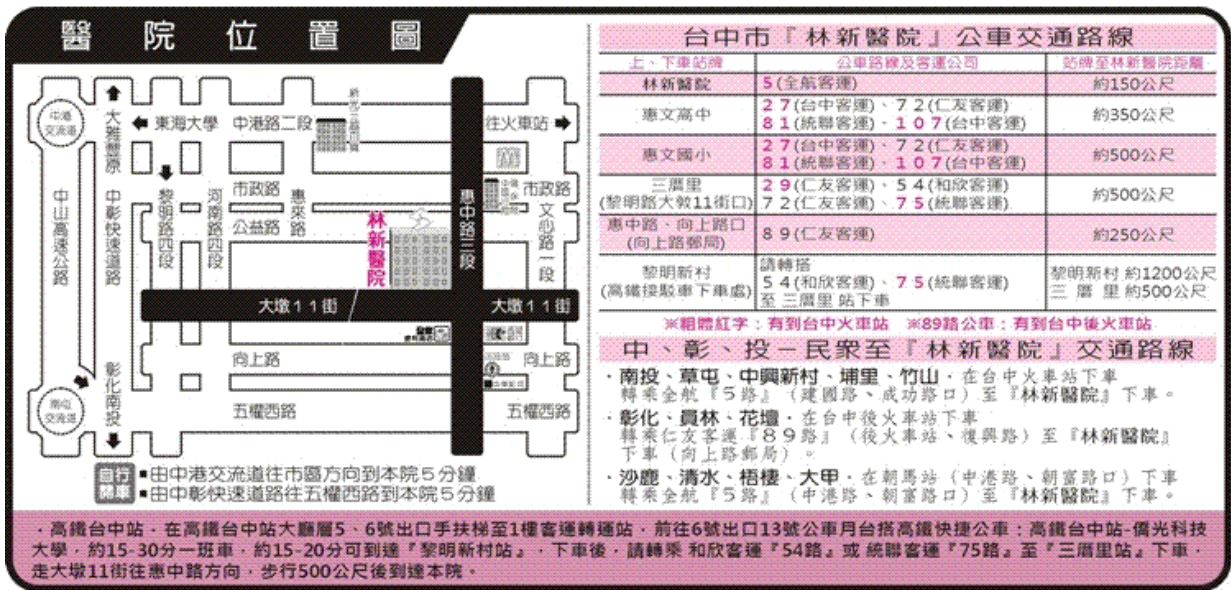 醫院位置圖
中港交流道
大雅豐原
東海大學
中港路二段
往火車站
中山高速公路
中彰快速道路
黎明路四段
河南路四段
市政路
惠來路
公益路
林新醫院
惠中路三段
市政路
文心路一段
大墩11街
大墩11街
向上路
向上路
彰化南投
南屯交流道
五權西路
五權西路
自行開車
▪由中港交流道往市區方向到本院5分鐘
▪由中彰快速道路往五權西路到本院5分鐘
台中市『林新醫院』公車交通路線
上、下車站牌 公車路線及客運公司 站牌至林新醫院距離
林新醫院 5(全航客運) 約150公尺
惠文高中 27(台中客運)、72(仁友客運) 約350公尺
81(統聯客運)、107(台中客運)
惠文國小 27(台中客運)、72(仁友客運) 約500公尺
81(統聯客運)、107(台中客運)
三厝里 29(仁友客運)、54(和欣客運) 約500公尺
(黎明路大敦11街口) 72(仁友客運)、75(統聯客運)
惠中路、向上路口 89(仁友客運) 約250公尺
(向上路郵局)
黎明新村 請轉搭 黎明新村 約1200公尺
(高鐵接駁車下車處) 54(和欣客運)、75(統聯客運) 三厝里 約500公尺
至 三厝里 站下車
※粗體紅字：有到台中火車站 ※89路公車：有到台中後火車站
中、彰、投－民眾至『林新醫院』交通路線
．南投、草屯、中興新村、埔里、竹山．在台中火車站下車
轉乘全航『5路』（建國路、成功路口）至『林新醫院』下車。
．彰化、員林、花壇．在台中後火車站下車
轉乘仁友客運『89路』（後火車站、復興路）至『林新醫院』
下車（向上路郵局）。
．沙鹿、清水、梧棲、大甲．在朝馬站（中港路、朝富路口）下車
轉乘全航『5路』（中港路、朝富路口）至『林新醫院』下車。
．高鐵台中站．在高鐵台中站大廳層5、6號出口手扶梯至1樓客運轉運站．前往6號出口13號公車月台搭高鐵快捷公車：高鐵台中站-僑光科技
大學．約15-30分一班車．約15-20分可到達『黎明新村站』．下車後．請轉乘 和欣客運『54路』或 統聯客運『75路』至『三厝里站』下車．
走大墩11街往惠中路方向．步行500公尺後到達本院。